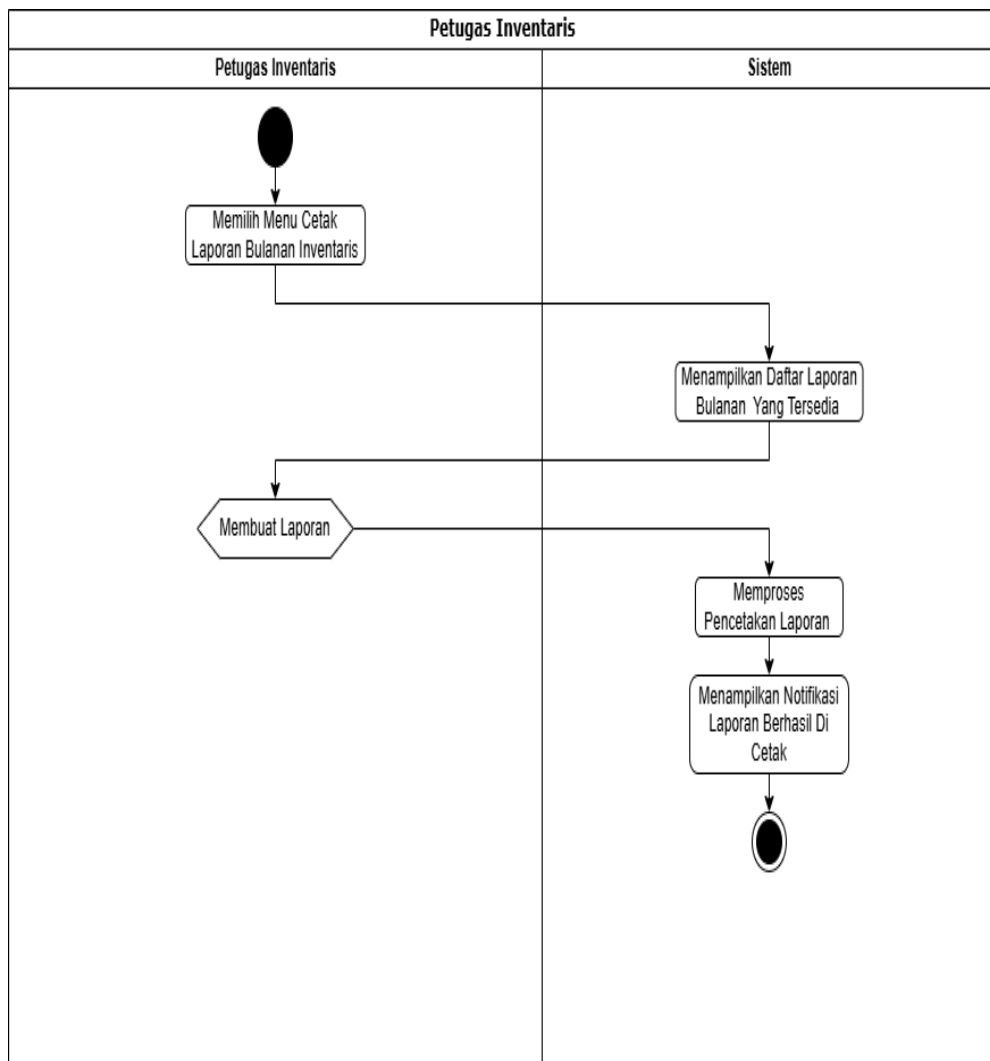 Petugas Inventaris
Petugas Inventaris
Sistem
Memilih Menu Cetak
Laporan Bulanan Inventaris
Menampilkan Daftar Laporan
Bulanan Yang Tersedia
Membuat Laporan
Memproses
Pencetakan Laporan
Menampilkan Notifikasi
Laporan Berhasil Di
Cetak